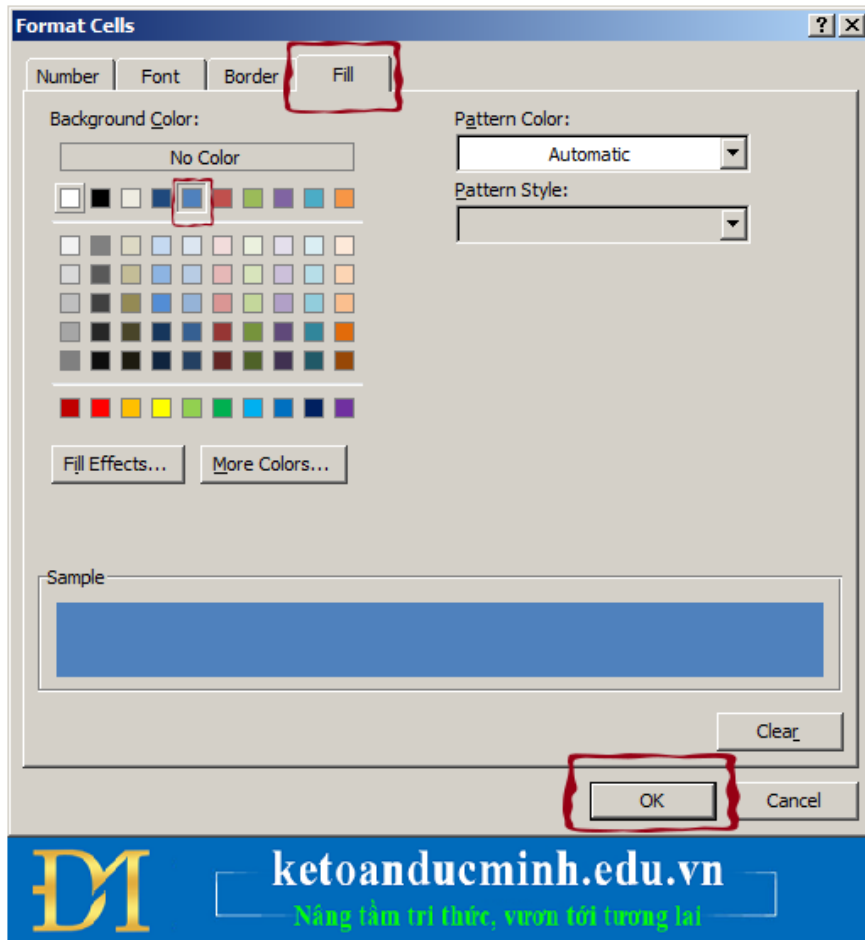 Format Cells
Number Font Border Fill
Background Color:
No Color
Pattern Color:
Automatic
Pattern Style:
Fill Effects... More Colors...
Sample
Clear
OK Cancel
ĐM
ketoanducminh.edu.vn
Nâng tầm tri thức, vươn tới tương lai